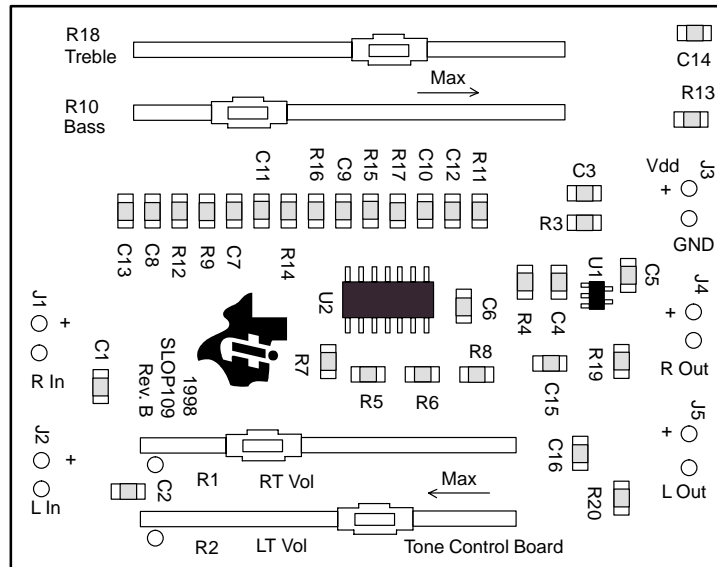 R18
Treble
C14
Max
R10
Bass
R13
C11
R16
C9
R15
R17
C10
C12
R11
C3
Vdd
J3
+
R3
GND
C13
C8
R12
R9
C7
R14
U2
C6
R4
C4
U1
C5
J4
+
R Out
J1
+
R In
C1
1998
SLOP109
Rev. B
R7
R5
R6
R8
C15
R19
J5
+
L Out
J2
+
L In
C2
R1
RT Vol
Max
C16
R20
R2
LT Vol
Tone Control Board